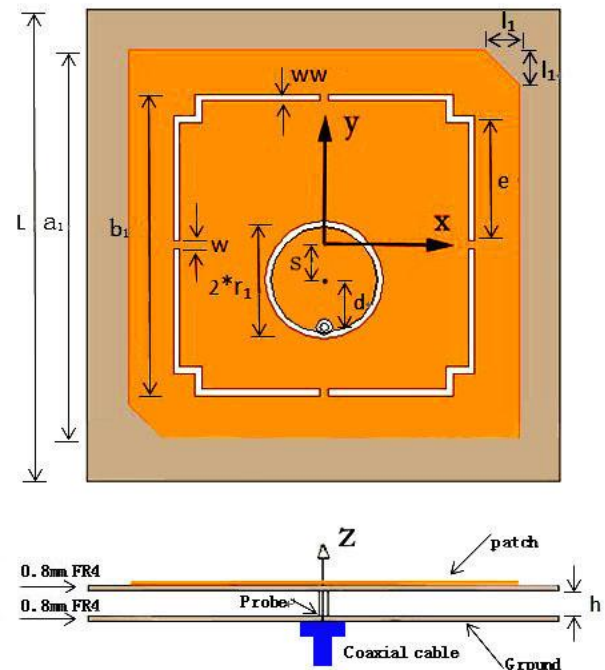 l₁
l₁
ww
y
e
L
a₁
b₁
x
w
s
2*r₁
d
Z
patch
0.8mm FR4
0.8mm FR4
Probe
h
Coaxial cable
Ground